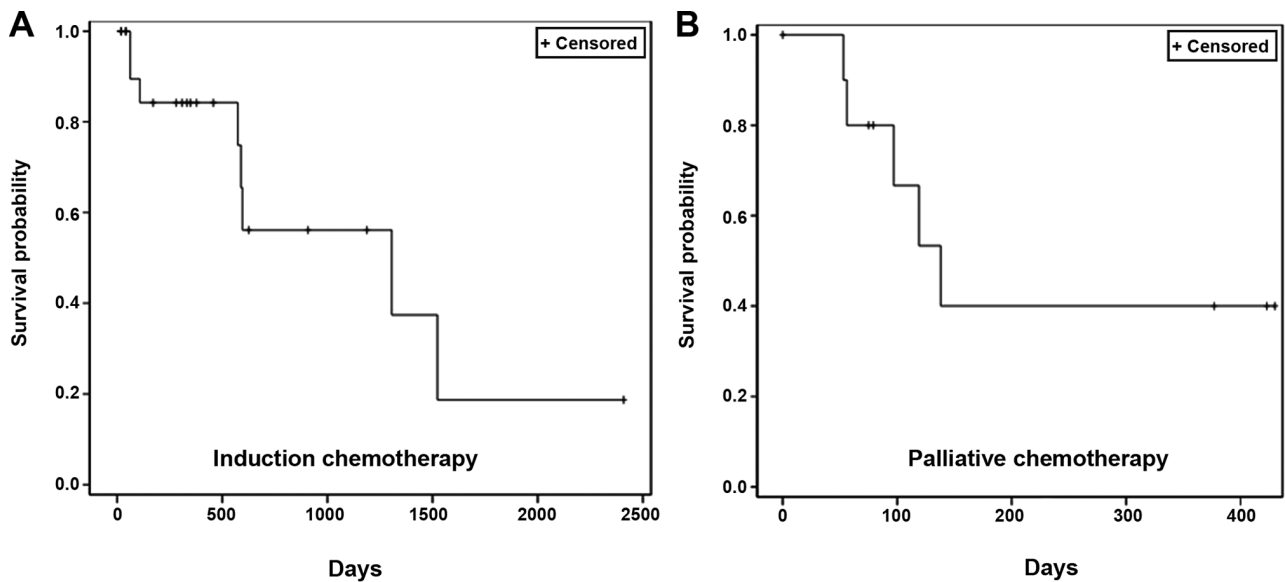 A
+ Censored
1.0
0.8
0.6
0.4
0.2
0.0
Survival probability
Induction chemotherapy
0 500 1000 1500 2000 2500
Days
B
+ Censored
1.0
0.8
0.6
0.4
0.2
0.0
Survival probability
Palliative chemotherapy
0 100 200 300 400
Days